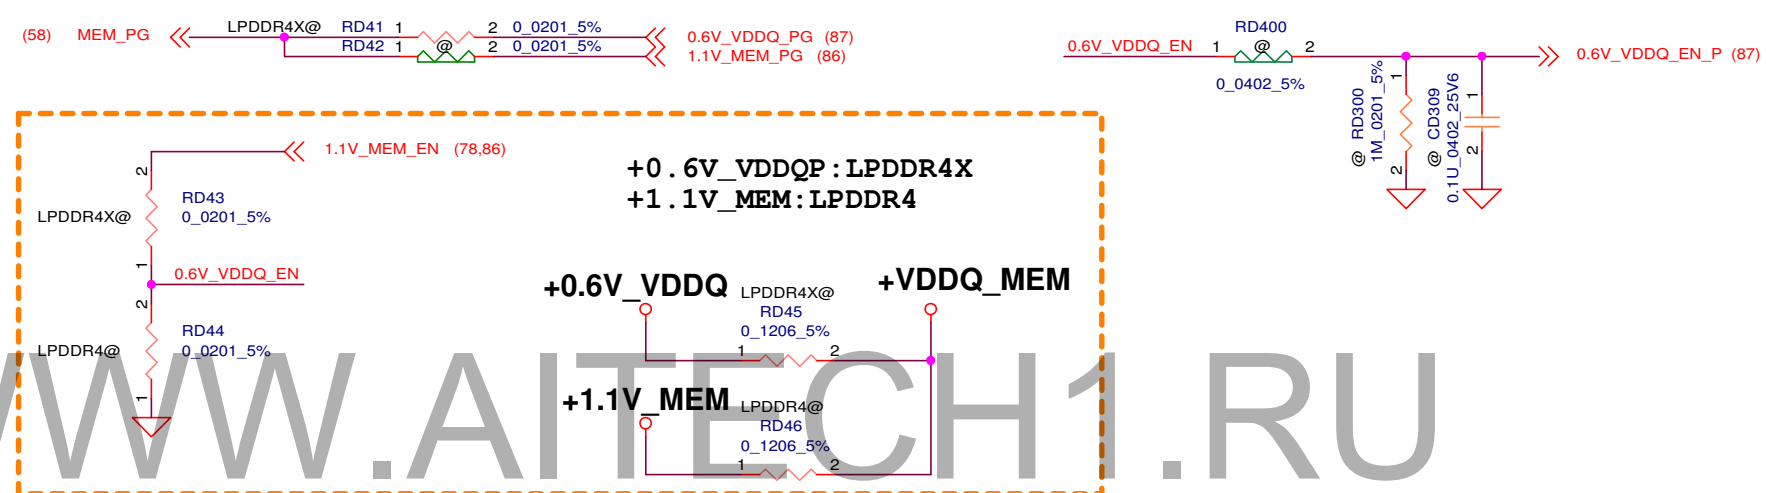 (58) MEM_PG
LPDDR4X@ RD41 1 2 0_0201_5%
RD42 1 @ 2 0_0201_5%
0.6V_VDDQ_PG (87)
1.1V_MEM_PG (86)
0.6V_VDDQ_EN 1 RD400 @ 2
0_0402_5%
0.6V_VDDQ_EN_P (87)
@ RD300
1M_0201_5%
1
2
@ CD309
0.1U_0402_25V6
1
2
1.1V_MEM_EN (78,86)
2
RD43
LPDDR4X@ 0_0201_5%
1
0.6V_VDDQ_EN
2
RD44
LPDDR4@ 0_0201_5%
1
+0.6V_VDDQP:LPDDR4X
+1.1V_MEM:LPDDR4
+0.6V_VDDQ LPDDR4X@ +VDDQ_MEM
RD45
0_1206_5%
1 2
+1.1V_MEM LPDDR4@
RD46
0_1206_5%
1 2
WWW.AITECH1.RU